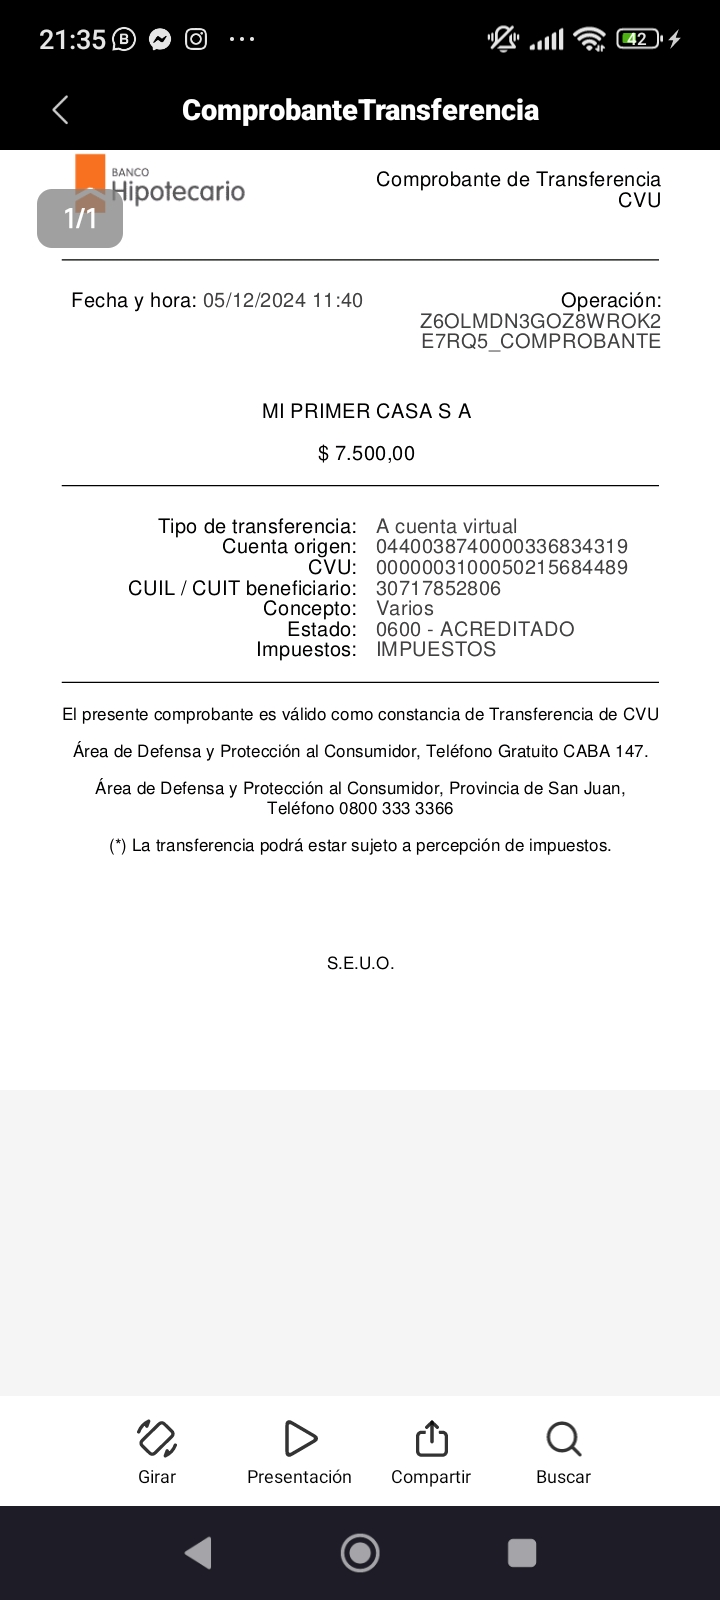 21:35
42
ComprobanteTransferencia
BANCO
Hipotecario
1/1
Comprobante de Transferencia
CVU
Fecha y hora: 05/12/2024 11:40
Operación:
Z6OLMDN3GOZ8WROK2
E7RQ5_COMPROBANTE
MI PRIMER CASA S A
$ 7.500,00
Tipo de transferencia: A cuenta virtual
Cuenta origen: 0440038740000336834319
CVU: 0000003100050215684489
CUIL / CUIT beneficiario: 30717852806
Concepto: Varios
Estado: 0600 - ACREDITADO
Impuestos: IMPUESTOS
El presente comprobante es válido como constancia de Transferencia de CVU
Área de Defensa y Protección al Consumidor, Teléfono Gratuito CABA 147.
Área de Defensa y Protección al Consumidor, Provincia de San Juan,
Teléfono 0800 333 3366
(*) La transferencia podrá estar sujeto a percepción de impuestos.
S.E.U.O.
Girar
Presentación
Compartir
Buscar